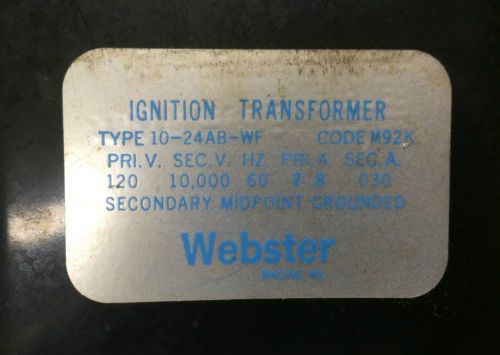 IGNITION TRANSFORMER
TYPE 10-24AB-WF CODE M92K
PRI.V. SEC.V. HZ. PRI.A. SEC.A.
120 10,000 60 2.8 .030
SECONDARY MIDPOINT GROUNDED
Webster
RACINE, WI.